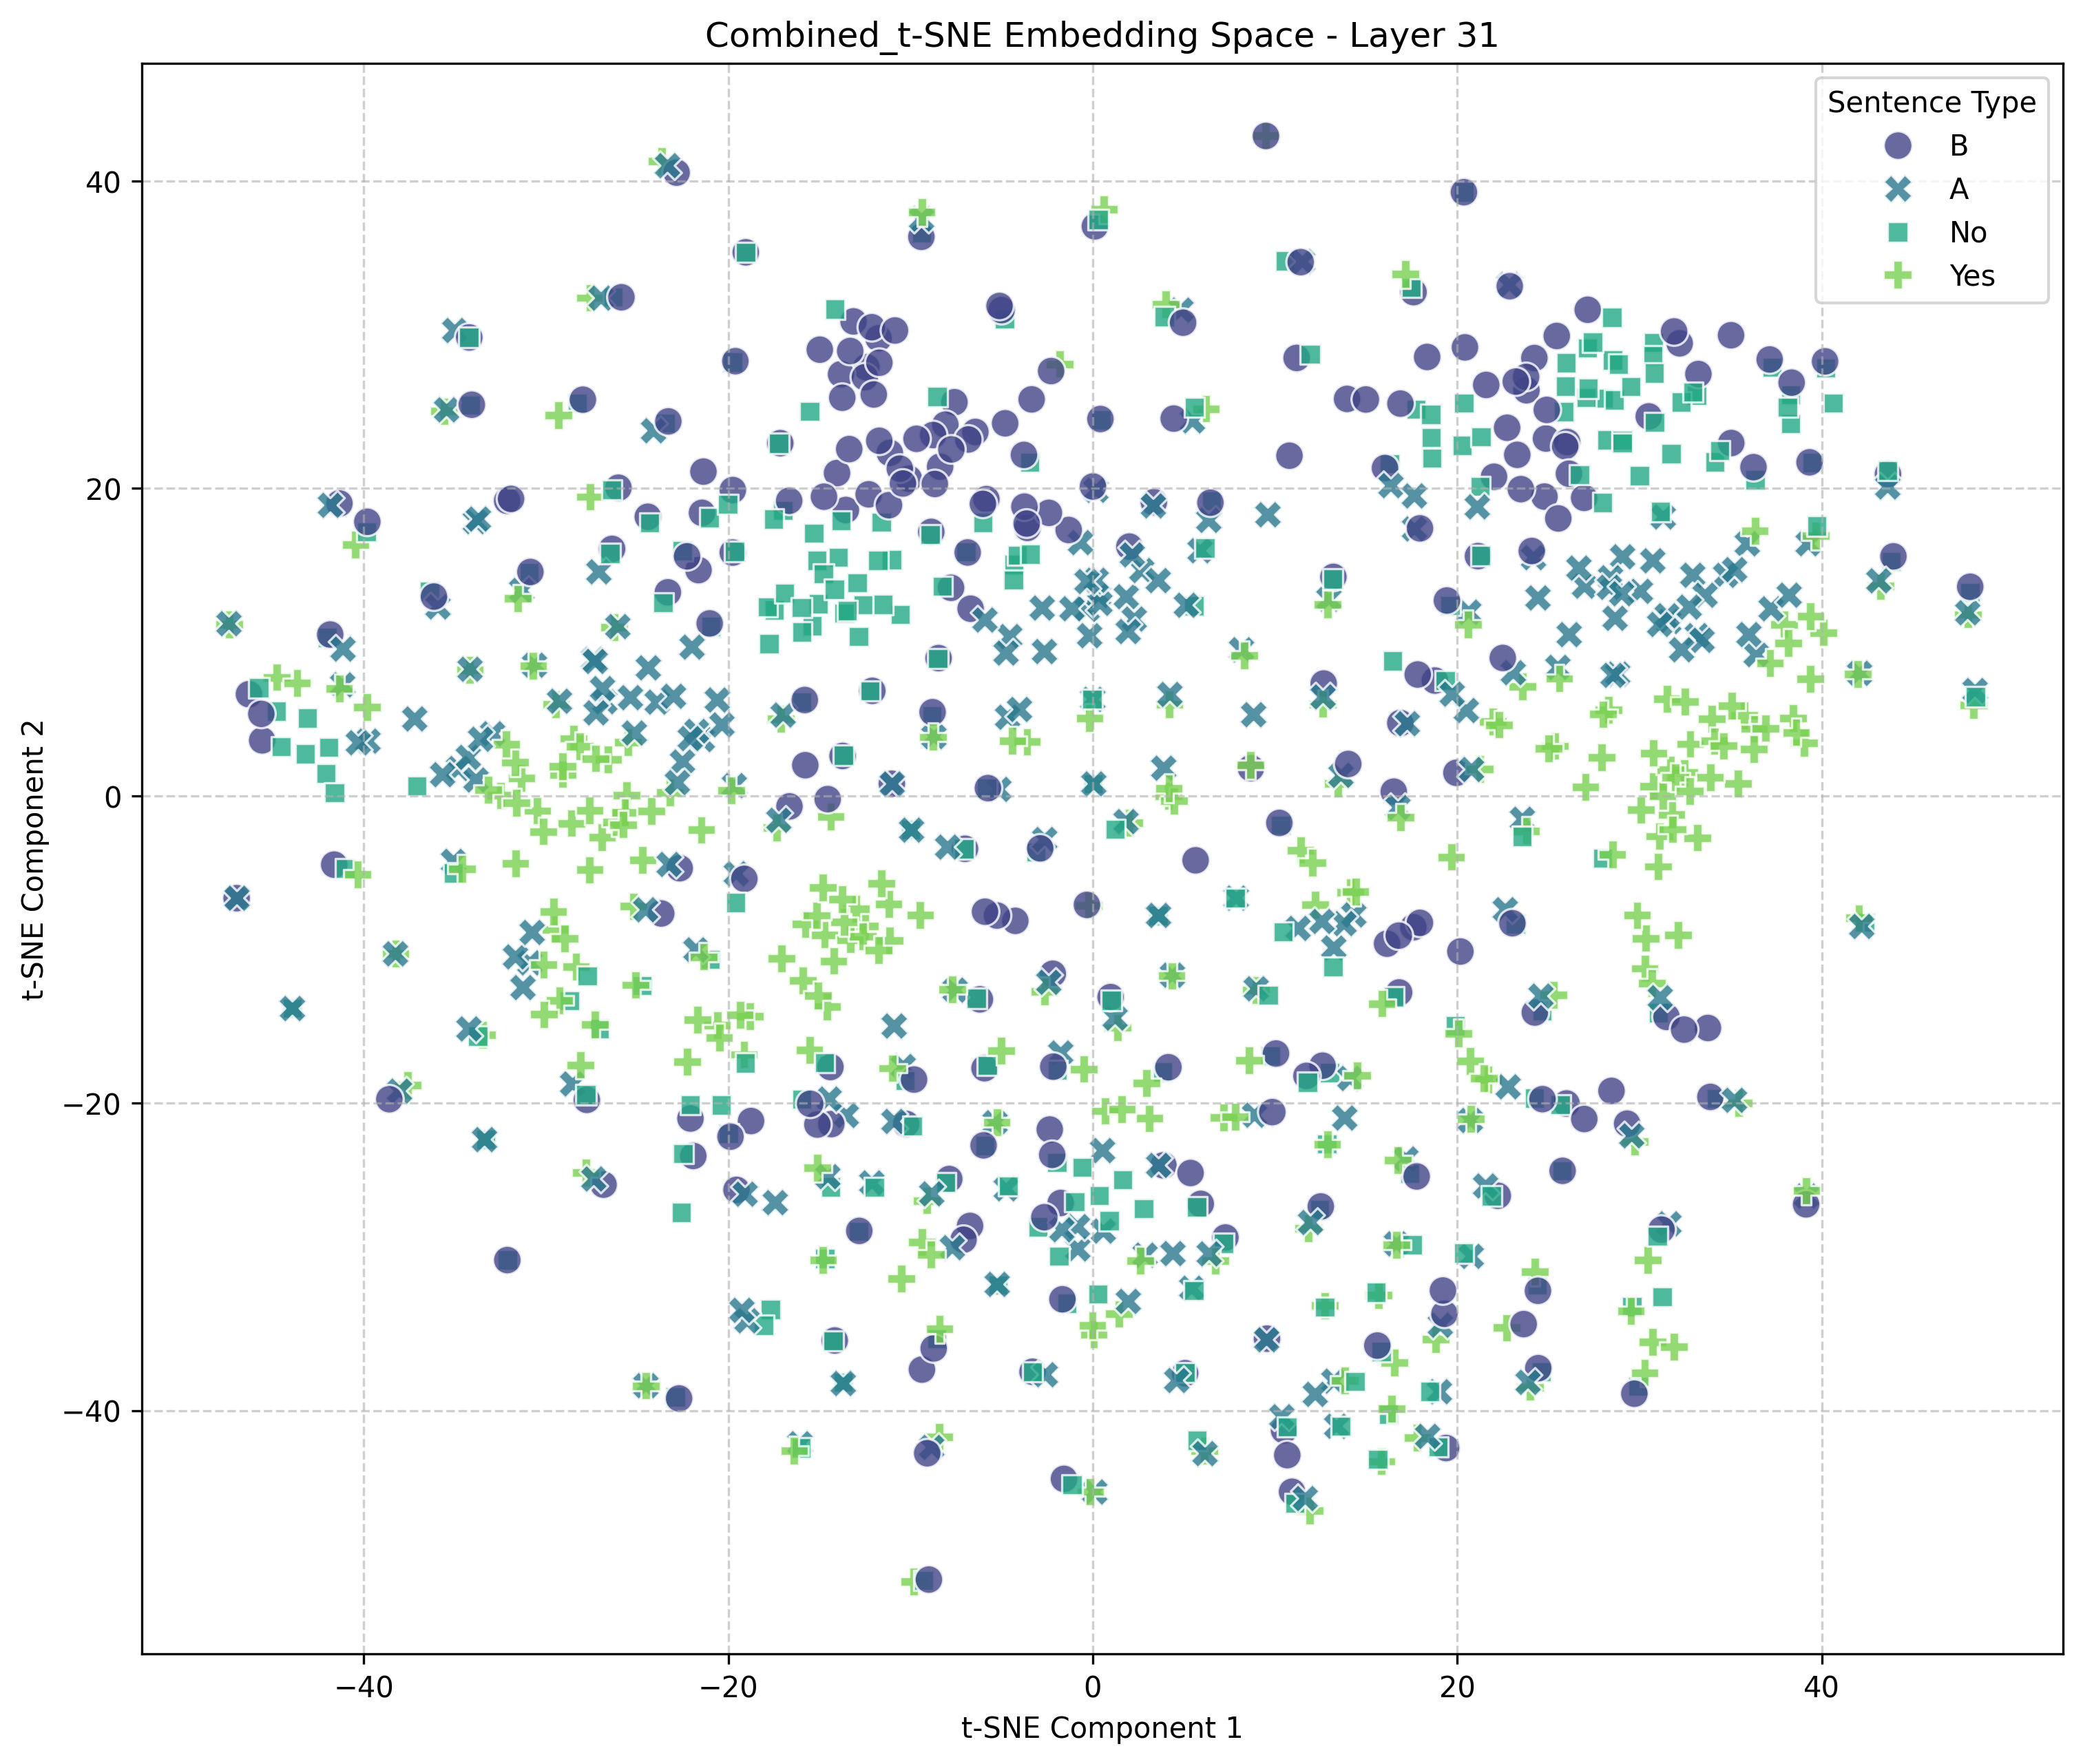 Combined_t-SNE Embedding Space - Layer 31
Sentence Type
B
A
No
Yes
40
20
0
−20
−40
t-SNE Component 2
−40
−20
0
20
40
t-SNE Component 1